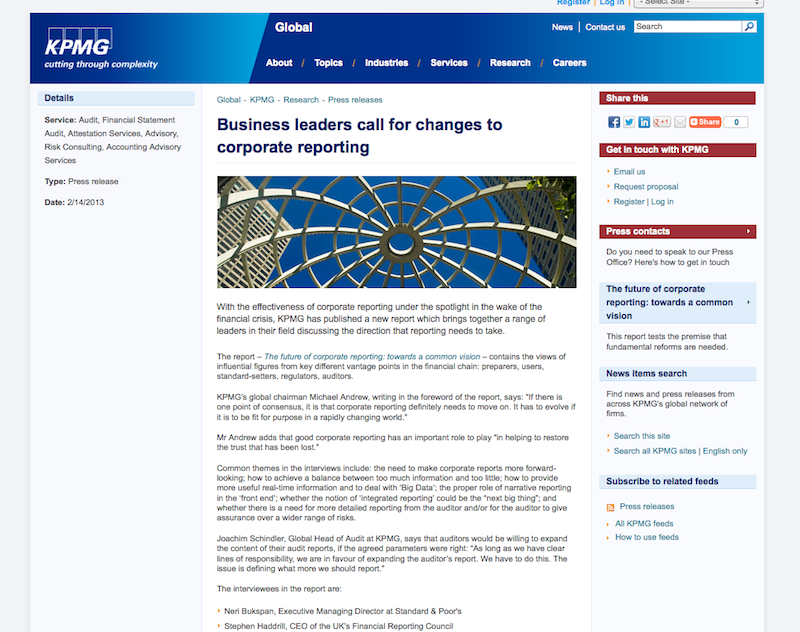 Register | Log in
- Select Site -
KPMG
cutting through complexity
Global
News | Contact us
Search
About / Topics / Industries / Services / Research / Careers
Details
Service: Audit, Financial Statement
Audit, Attestation Services, Advisory,
Risk Consulting, Accounting Advisory
Services
Type: Press release
Date: 2/14/2013
Global - KPMG - Research - Press releases
Business leaders call for changes to
corporate reporting
With the effectiveness of corporate reporting under the spotlight in the wake of the
financial crisis, KPMG has published a new report which brings together a range of
leaders in their field discussing the direction that reporting needs to take.
The report – The future of corporate reporting: towards a common vision – contains the views of
influential figures from key different vantage points in the financial chain: preparers, users,
standard-setters, regulators, auditors.
KPMG's global chairman Michael Andrew, writing in the foreword of the report, says: "If there is
one point of consensus, it is that corporate reporting definitely needs to move on. It has to evolve if
it is to be fit for purpose in a rapidly changing world."
Mr Andrew adds that good corporate reporting has an important role to play "in helping to restore
the trust that has been lost."
Common themes in the interviews include: the need to make corporate reports more forward-
looking; how to achieve a balance between too much information and too little; how to provide
more useful real-time information and to deal with 'Big Data'; the proper role of narrative reporting
in the 'front end'; whether the notion of 'integrated reporting' could be the "next big thing"; and
whether there is a need for more detailed reporting from the auditor and/or for the auditor to give
assurance over a wider range of risks.
Joachim Schindler, Global Head of Audit at KPMG, says that auditors would be willing to expand
the content of their audit reports, if the agreed parameters were right: "As long as we have clear
lines of responsibility, we are in favour of expanding the auditor's report. We have to do this. The
issue is defining what more we should report."
The interviewees in the report are:
Neri Bukspan, Executive Managing Director at Standard & Poor's
Stephen Haddrill, CEO of the UK's Financial Reporting Council
Share this
Share 0
Get in touch with KPMG
Email us
Request proposal
Register | Log in
Press contacts
Do you need to speak to our Press
Office? Here's how to get in touch
The future of corporate
reporting: towards a common
vision
This report tests the premise that
fundamental reforms are needed.
News items search
Find news and press releases from
across KPMG's global network of
firms.
Search this site
Search all KPMG sites | English only
Subscribe to related feeds
Press releases
All KPMG feeds
How to use feeds